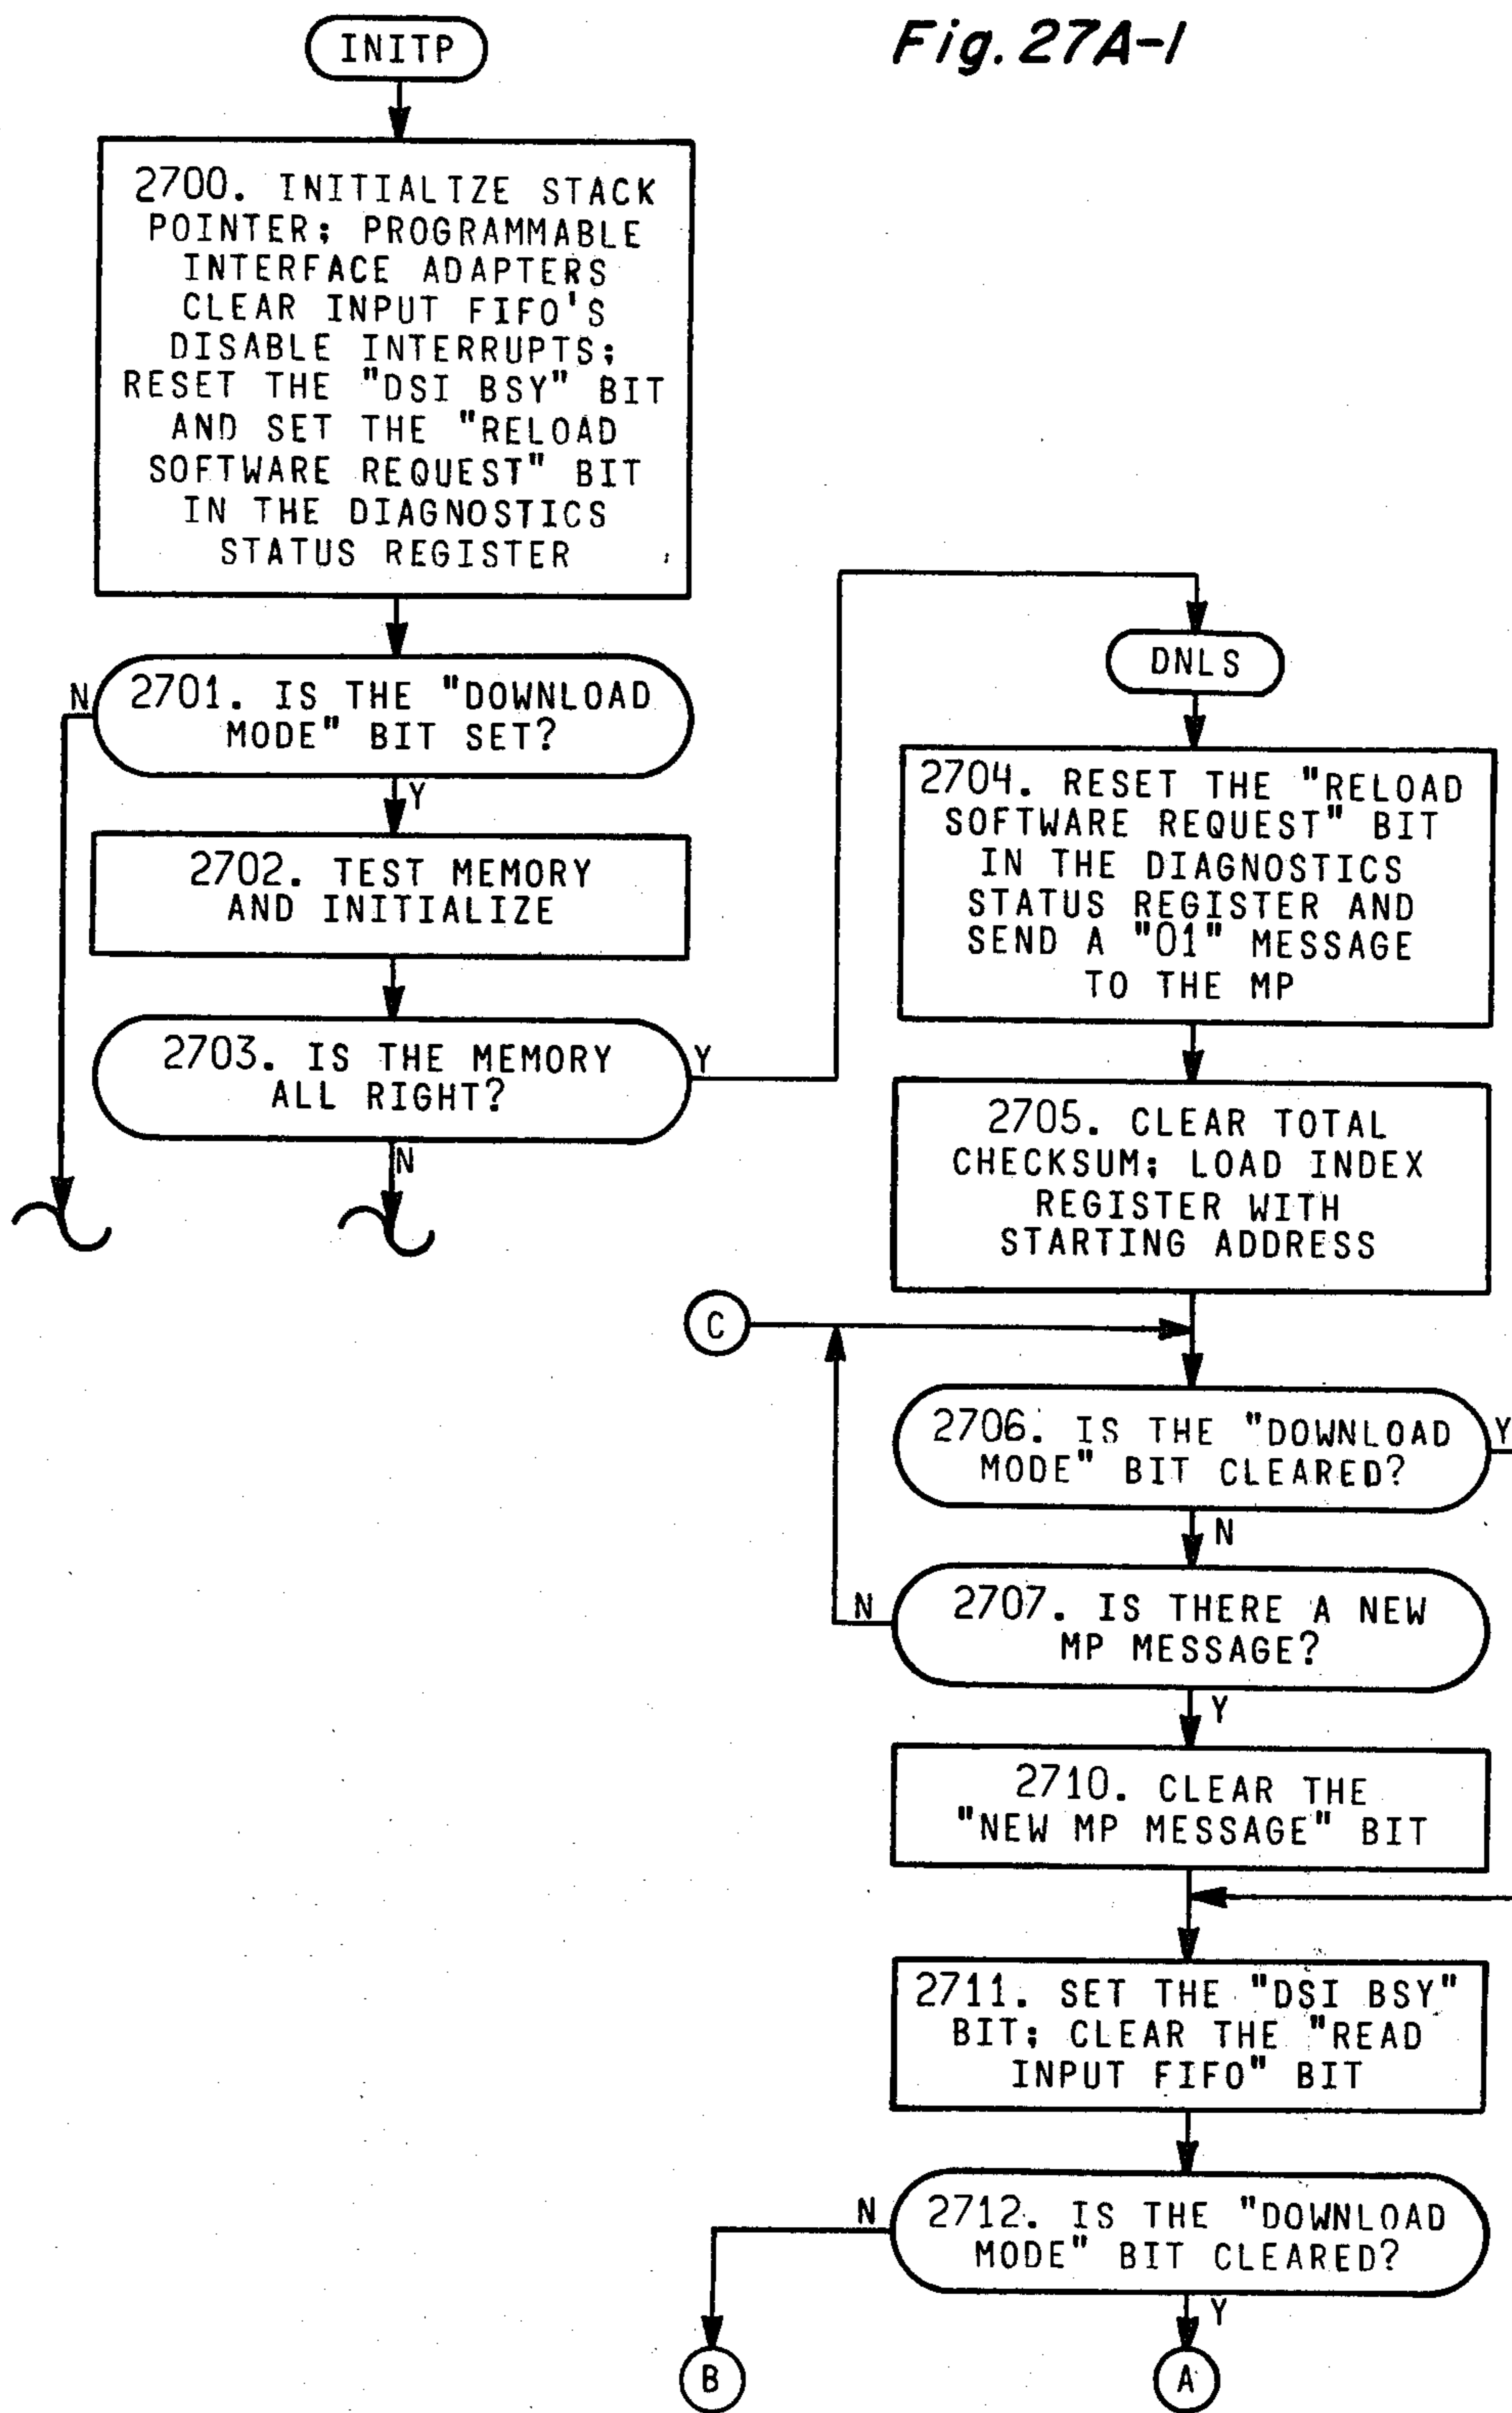 Fig. 27A-1
INITP
2700. INITIALIZE STACK
POINTER; PROGRAMMABLE
INTERFACE ADAPTERS
CLEAR INPUT FIFO'S
DISABLE INTERRUPTS;
RESET THE "DSI BSY" BIT
AND SET THE "RELOAD
SOFTWARE REQUEST" BIT
IN THE DIAGNOSTICS
STATUS REGISTER
N
2701. IS THE "DOWNLOAD
MODE" BIT SET?
Y
2702. TEST MEMORY
AND INITIALIZE
2703. IS THE MEMORY
ALL RIGHT?
Y
N
DNLS
2704. RESET THE "RELOAD
SOFTWARE REQUEST" BIT
IN THE DIAGNOSTICS
STATUS REGISTER AND
SEND A "01" MESSAGE
TO THE MP
2705. CLEAR TOTAL
CHECKSUM; LOAD INDEX
REGISTER WITH
STARTING ADDRESS
C
2706. IS THE "DOWNLOAD
MODE" BIT CLEARED?
Y
N
2707. IS THERE A NEW
MP MESSAGE?
N
Y
2710. CLEAR THE
"NEW MP MESSAGE" BIT
2711. SET THE "DSI BSY"
BIT; CLEAR THE "READ
INPUT FIFO" BIT
N
2712. IS THE "DOWNLOAD
MODE" BIT CLEARED?
Y
B
A